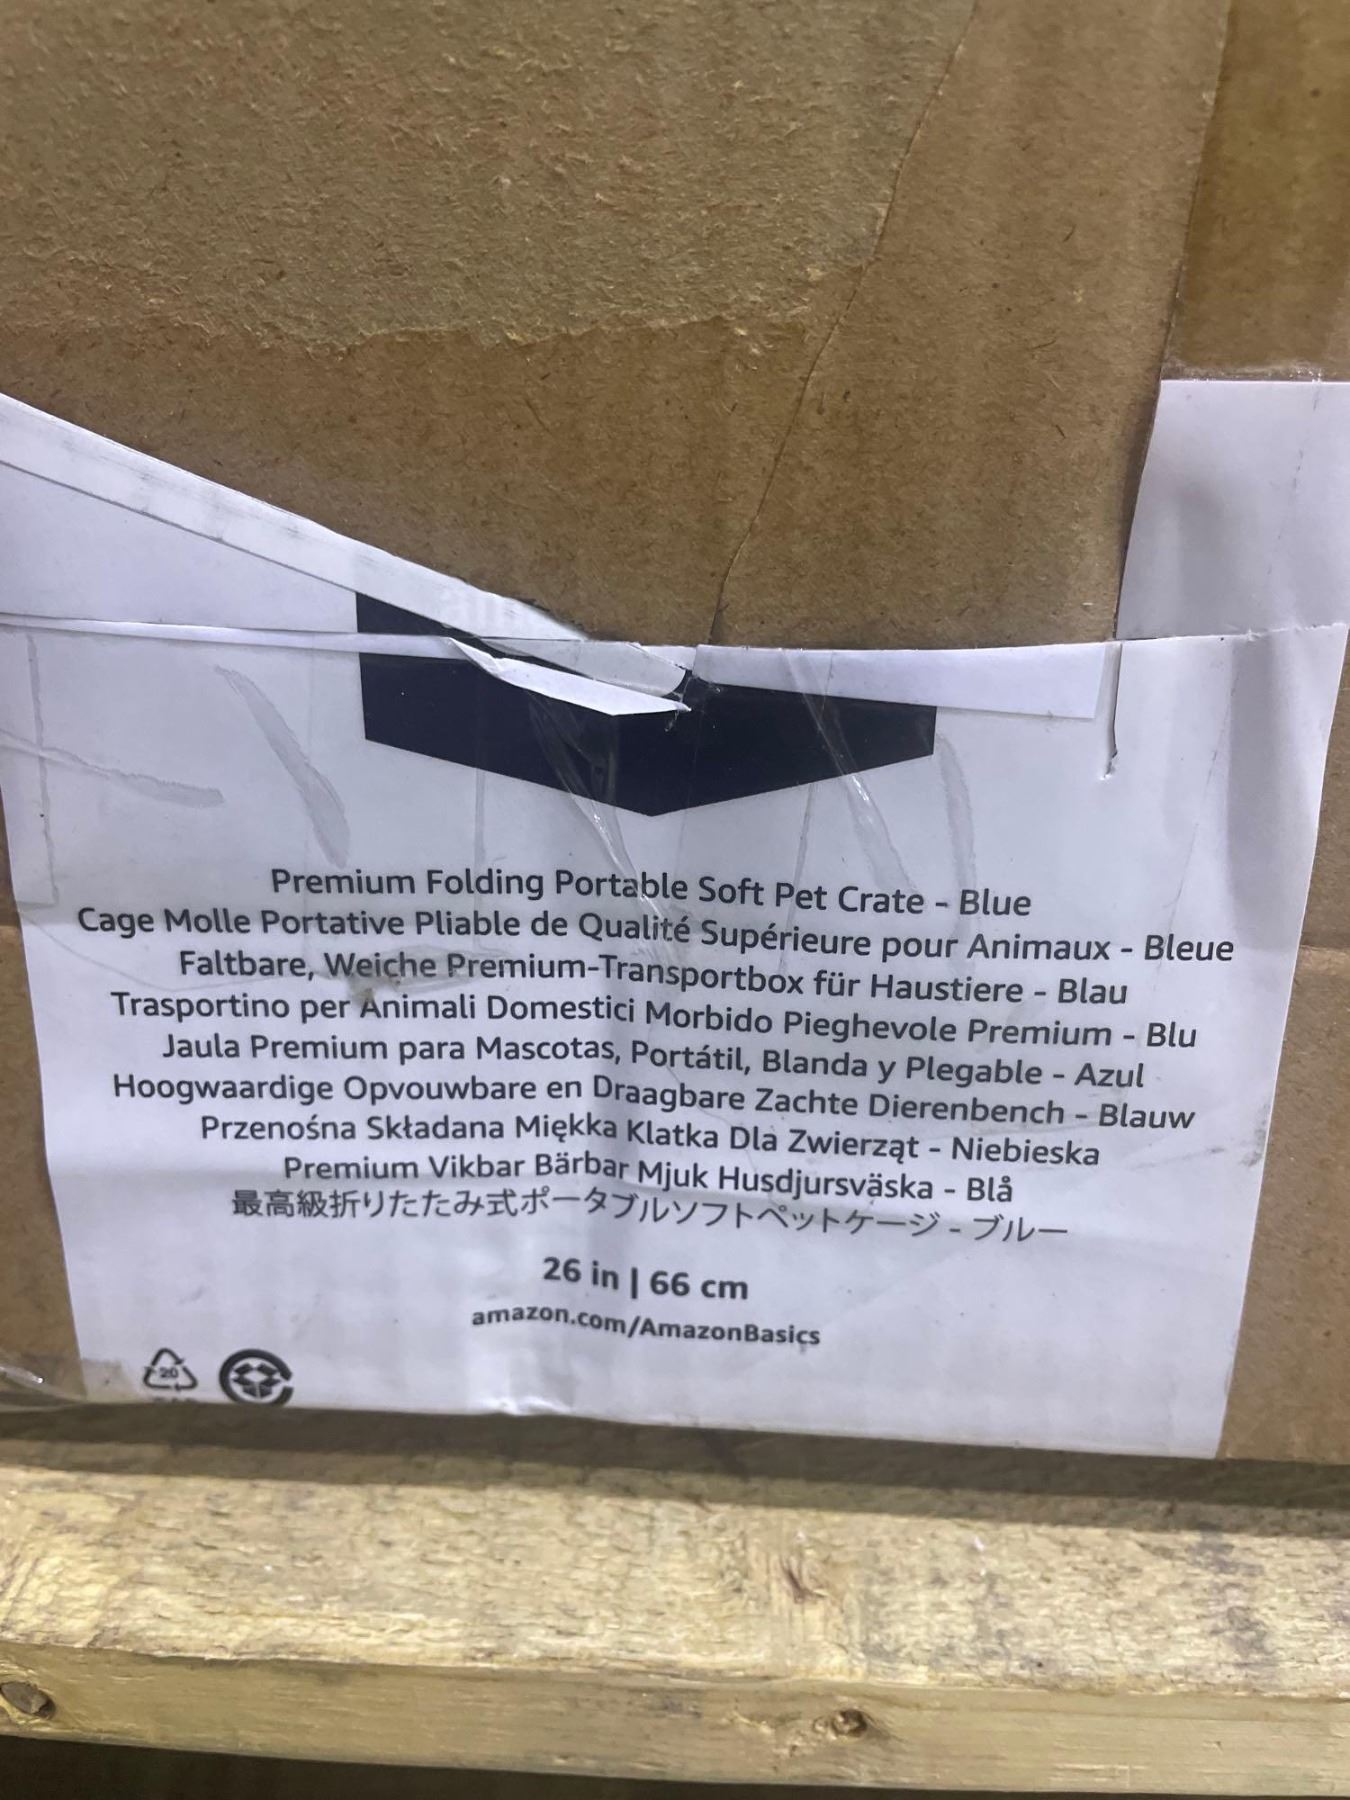 Premium Folding Portable Soft Pet Crate - Blue
Cage Molle Portative Pliable de Qualité Supérieure pour Animaux - Bleue
Faltbare, Weiche Premium-Transportbox für Haustiere - Blau
Trasportino per Animali Domestici Morbido Pieghevole Premium - Blu
Jaula Premium para Mascotas, Portátil, Blanda y Plegable - Azul
Hoogwaardige Opvouwbare en Draagbare Zachte Dierenbench - Blauw
Przenośna Składana Miękka Klatka Dla Zwierząt - Niebieska
Premium Vikbar Bärbar Mjuk Husdjursväska - Blå
最高級折りたたみ式ポータブルソフトペットケージ - ブルー
26 in | 66 cm
amazon.com/AmazonBasics
20